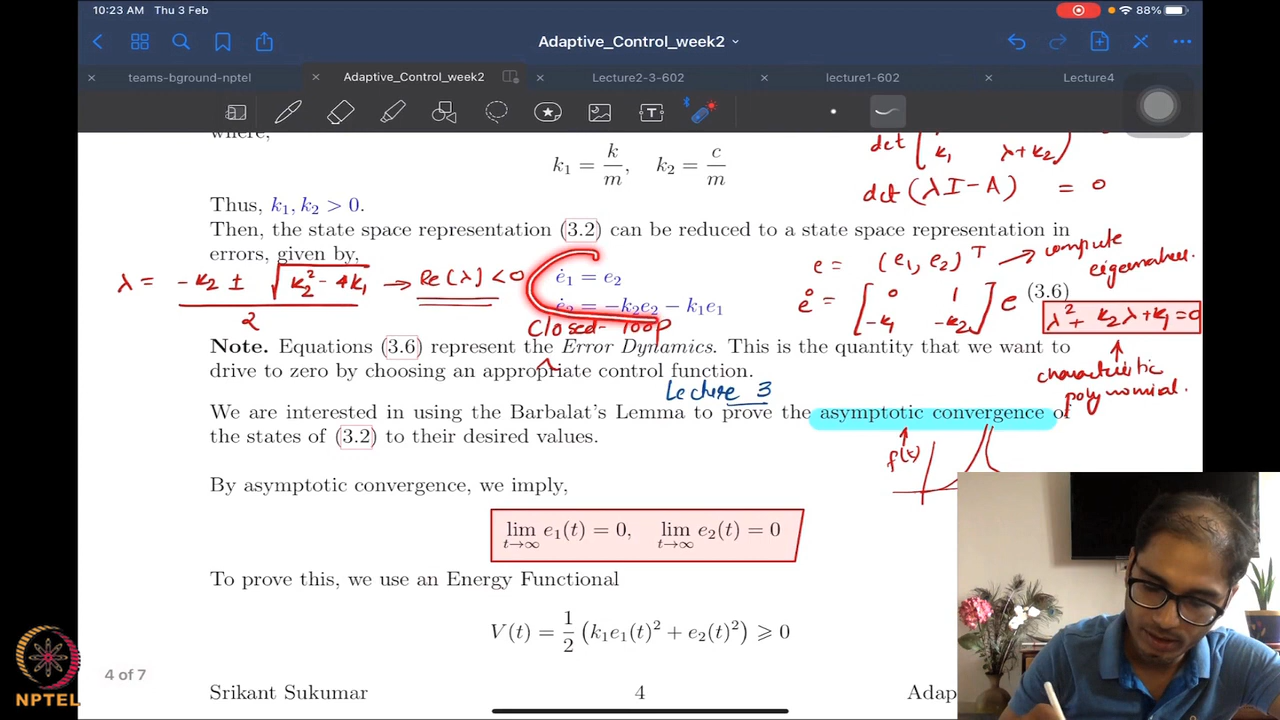 10:23 AM Thu 3 Feb
88%
Adaptive_Control_week2
teams-bground-nptel
Adaptive_Control_week2
Lecture2-3-602
lecture1-602
Lecture4
where,
k₁ = k/m, k₂ = c/m
det ( k₁ λ+k₂ )
det (λI-A) = 0
Thus, k₁, k₂ > 0.
Then, the state space representation (3.2) can be reduced to a state space representation in
errors, given by,
λ = -k₂ ± √(k₂² - 4k₁) / 2 → Re(λ) < 0
ė₁ = e₂
ė₂ = -k₂e₂ - k₁e₁
(3.6)
e = (e₁, e₂)ᵀ → compute
eigenvalues.
ė = [0 1; -k₁ -k₂] e
λ² + k₂λ + k₁ = 0
characteristic
polynomial.
Closed-loop
Note. Equations (3.6) represent the Error Dynamics. This is the quantity that we want to
drive to zero by choosing an appropriate control function.
Lecture 3
We are interested in using the Barbalat's Lemma to prove the asymptotic convergence of
the states of (3.2) to their desired values.
f(t)
By asymptotic convergence, we imply,
lim t→∞ e₁(t) = 0, lim t→∞ e₂(t) = 0
To prove this, we use an Energy Functional
V(t) = 1/2 (k₁e₁(t)² + e₂(t)²) ⩾ 0
4 of 7
NPTEL
Srikant Sukumar
4
Adap